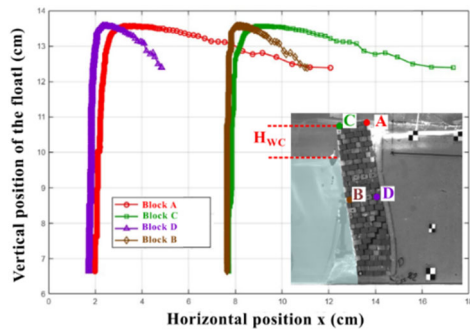 Vertical position of the floatl (cm)
14
13
12
11
10
9
8
7
6
0
2
4
6
8
10
12
14
16
18
Horizontal position x (cm)
Block A
Block C
Block D
Block B
C
A
HWC
B
D